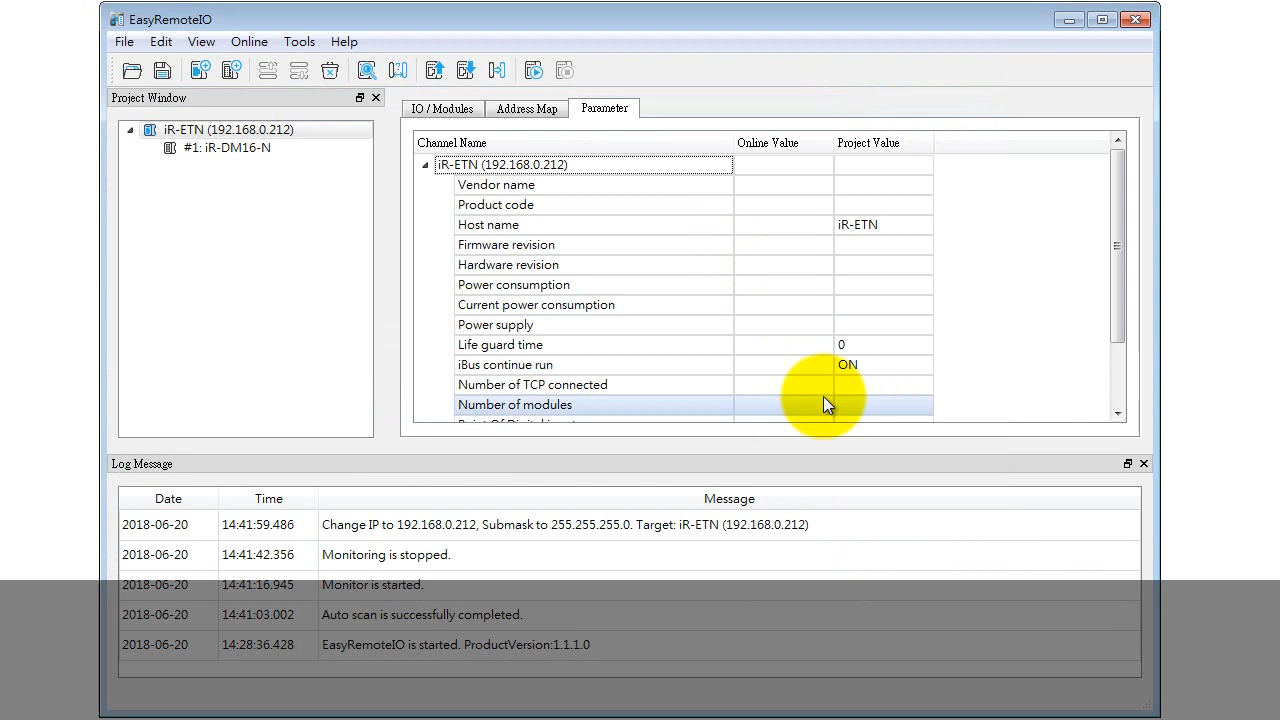 EasyRemoteIO
File Edit View Online Tools Help
Project Window
iR-ETN (192.168.0.212)
#1: iR-DM16-N
IO / Modules Address Map Parameter
Channel Name Online Value Project Value
iR-ETN (192.168.0.212)
Vendor name
Product code
Host name iR-ETN
Firmware revision
Hardware revision
Power consumption
Current power consumption
Power supply
Life guard time 0
iBus continue run ON
Number of TCP connected
Number of modules
Point Of Digital input
Log Message
Date Time Message
2018-06-20 14:41:59.486 Change IP to 192.168.0.212, Submask to 255.255.255.0. Target: iR-ETN (192.168.0.212)
2018-06-20 14:41:42.356 Monitoring is stopped.
2018-06-20 14:41:16.945 Monitor is started.
2018-06-20 14:41:03.002 Auto scan is successfully completed.
2018-06-20 14:28:36.428 EasyRemoteIO is started. ProductVersion:1.1.1.0